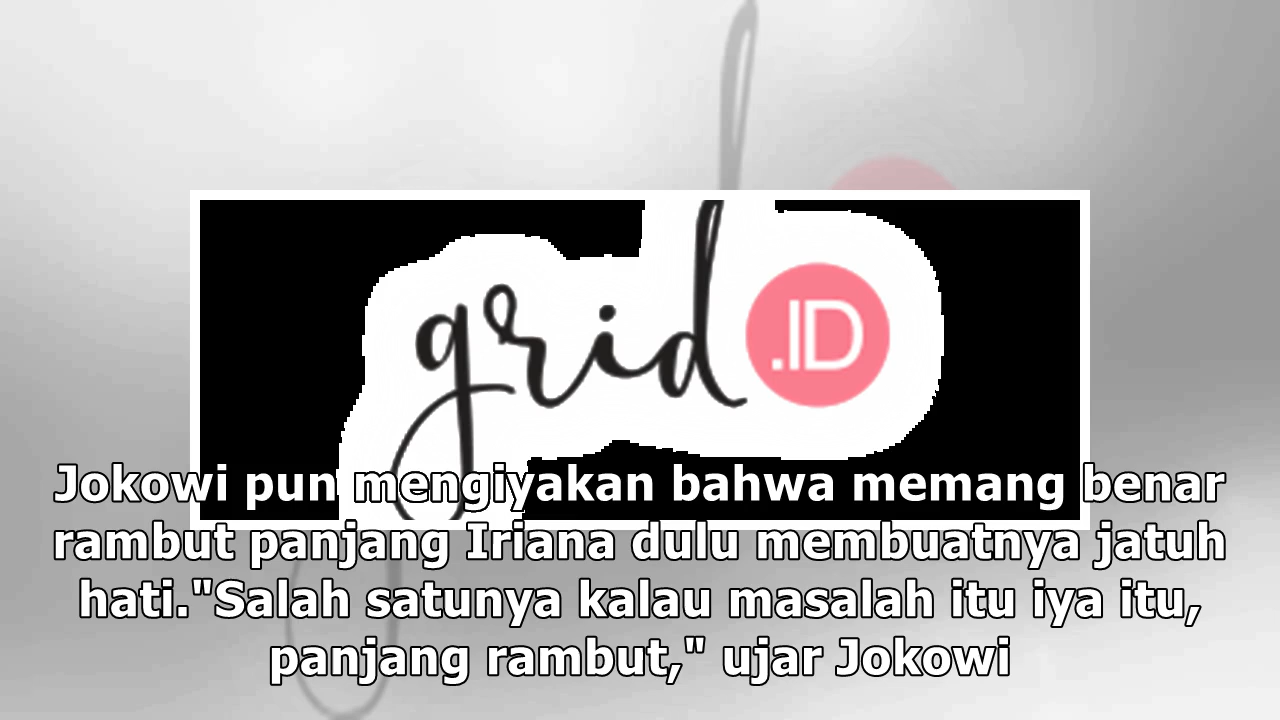 grid .ID
Jokowi pun mengiyakan bahwa memang benar
rambut panjang Iriana dulu membuatnya jatuh
hati."Salah satunya kalau masalah itu iya itu,
panjang rambut," ujar Jokowi